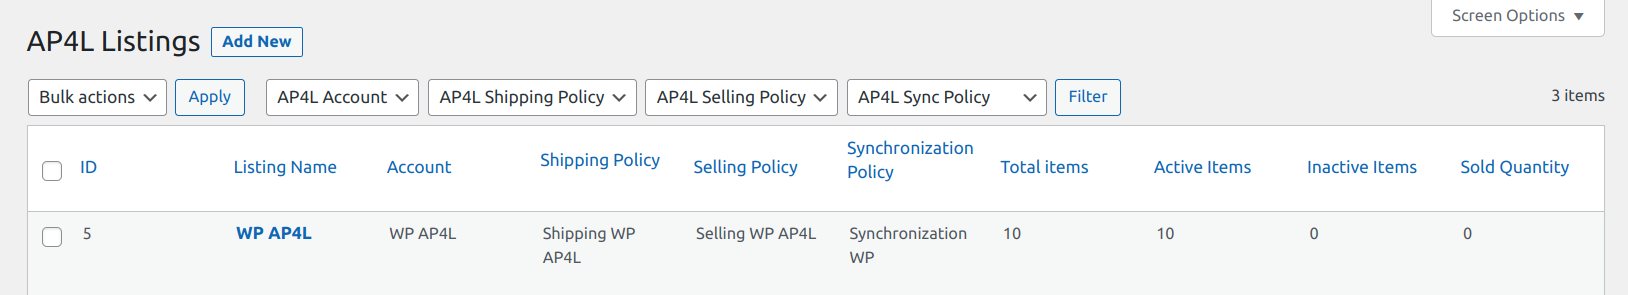 Screen Options ▼
AP4L Listings Add New
Bulk actions Apply AP4L Account AP4L Shipping Policy AP4L Selling Policy AP4L Sync Policy Filter 3 items
ID Listing Name Account Shipping Policy Selling Policy Synchronization Policy Total items Active Items Inactive Items Sold Quantity
5 WP AP4L WP AP4L Shipping WP AP4L Selling WP AP4L Synchronization WP 10 10 0 0